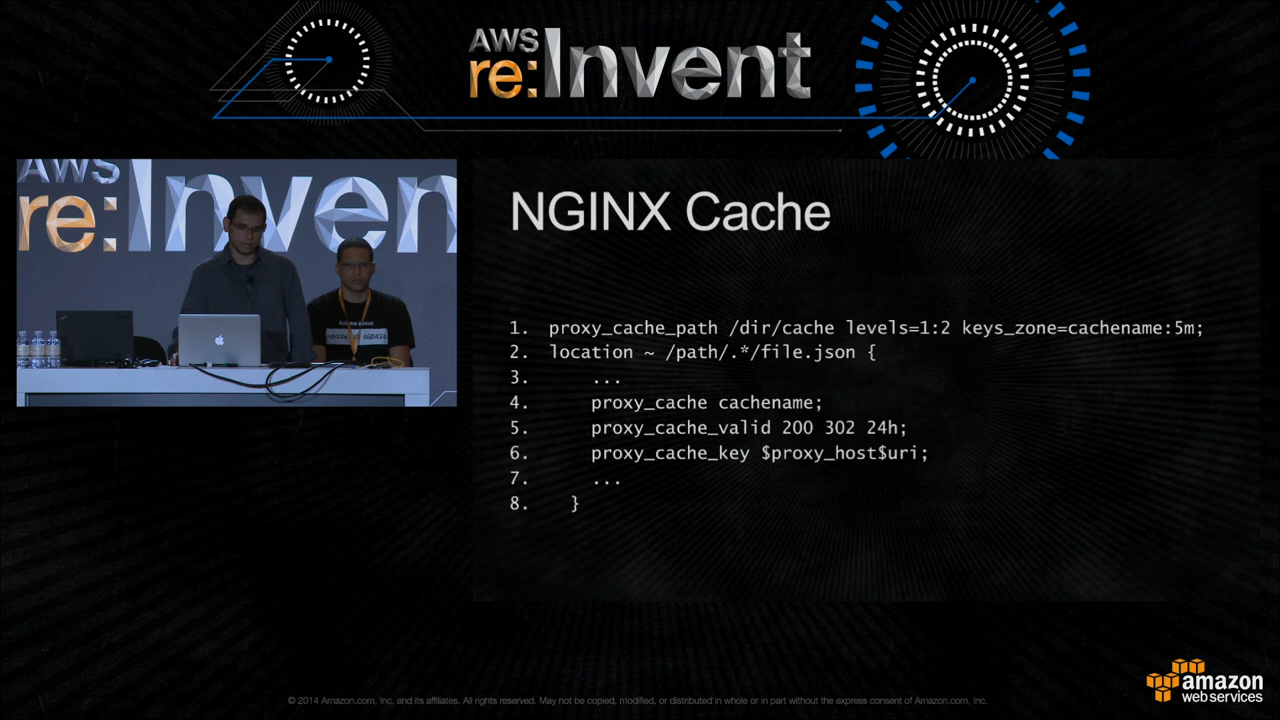 AWS
re:Invent
AWS
re:Inven
NGINX Cache
1. proxy_cache_path /dir/cache levels=1:2 keys_zone=cachename:5m;
2. location ~ /path/.*/file.json {
3. ...
4. proxy_cache cachename;
5. proxy_cache_valid 200 302 24h;
6. proxy_cache_key $proxy_host$uri;
7. ...
8. }
© 2014 Amazon.com, Inc, and its affiliates. All rights reserved. May not be copied, modified, or distributed in whole or in part without the express consent of Amazon.com, Inc.
amazon
web services